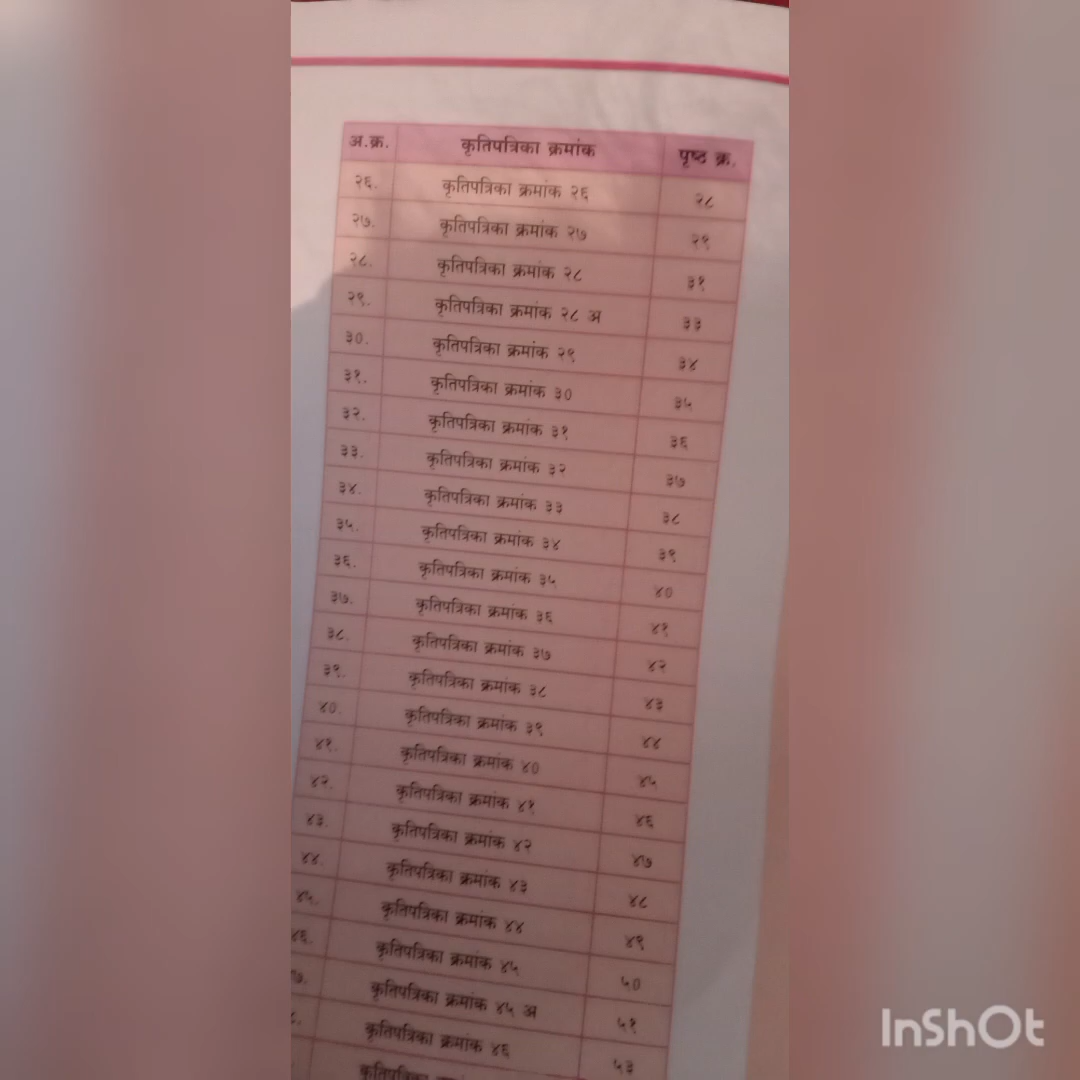 अ.क्र. कृतिपत्रिका क्रमांक पृष्ठ क्र.
२६. कृतिपत्रिका क्रमांक २६ २८
२७. कृतिपत्रिका क्रमांक २७ २९
२८. कृतिपत्रिका क्रमांक २८ ३१
२९. कृतिपत्रिका क्रमांक २८ अ ३३
३०. कृतिपत्रिका क्रमांक २९ ३४
३१. कृतिपत्रिका क्रमांक ३० ३५
३२. कृतिपत्रिका क्रमांक ३१ ३६
३३. कृतिपत्रिका क्रमांक ३२ ३७
३४. कृतिपत्रिका क्रमांक ३३ ३८
३५. कृतिपत्रिका क्रमांक ३४ ३९
३६. कृतिपत्रिका क्रमांक ३५ ४०
३७. कृतिपत्रिका क्रमांक ३६ ४१
३८. कृतिपत्रिका क्रमांक ३७ ४२
३९. कृतिपत्रिका क्रमांक ३८ ४३
४०. कृतिपत्रिका क्रमांक ३९ ४४
४१. कृतिपत्रिका क्रमांक ४० ४५
४२. कृतिपत्रिका क्रमांक ४१ ४६
४३. कृतिपत्रिका क्रमांक ४२ ४७
४४. कृतिपत्रिका क्रमांक ४३ ४८
४५. कृतिपत्रिका क्रमांक ४४ ४९
४६. कृतिपत्रिका क्रमांक ४५ ५०
७. कृतिपत्रिका क्रमांक ४५ अ ५१
८. कृतिपत्रिका क्रमांक ४६ ५३
कृतिपत्रिका
InShOt